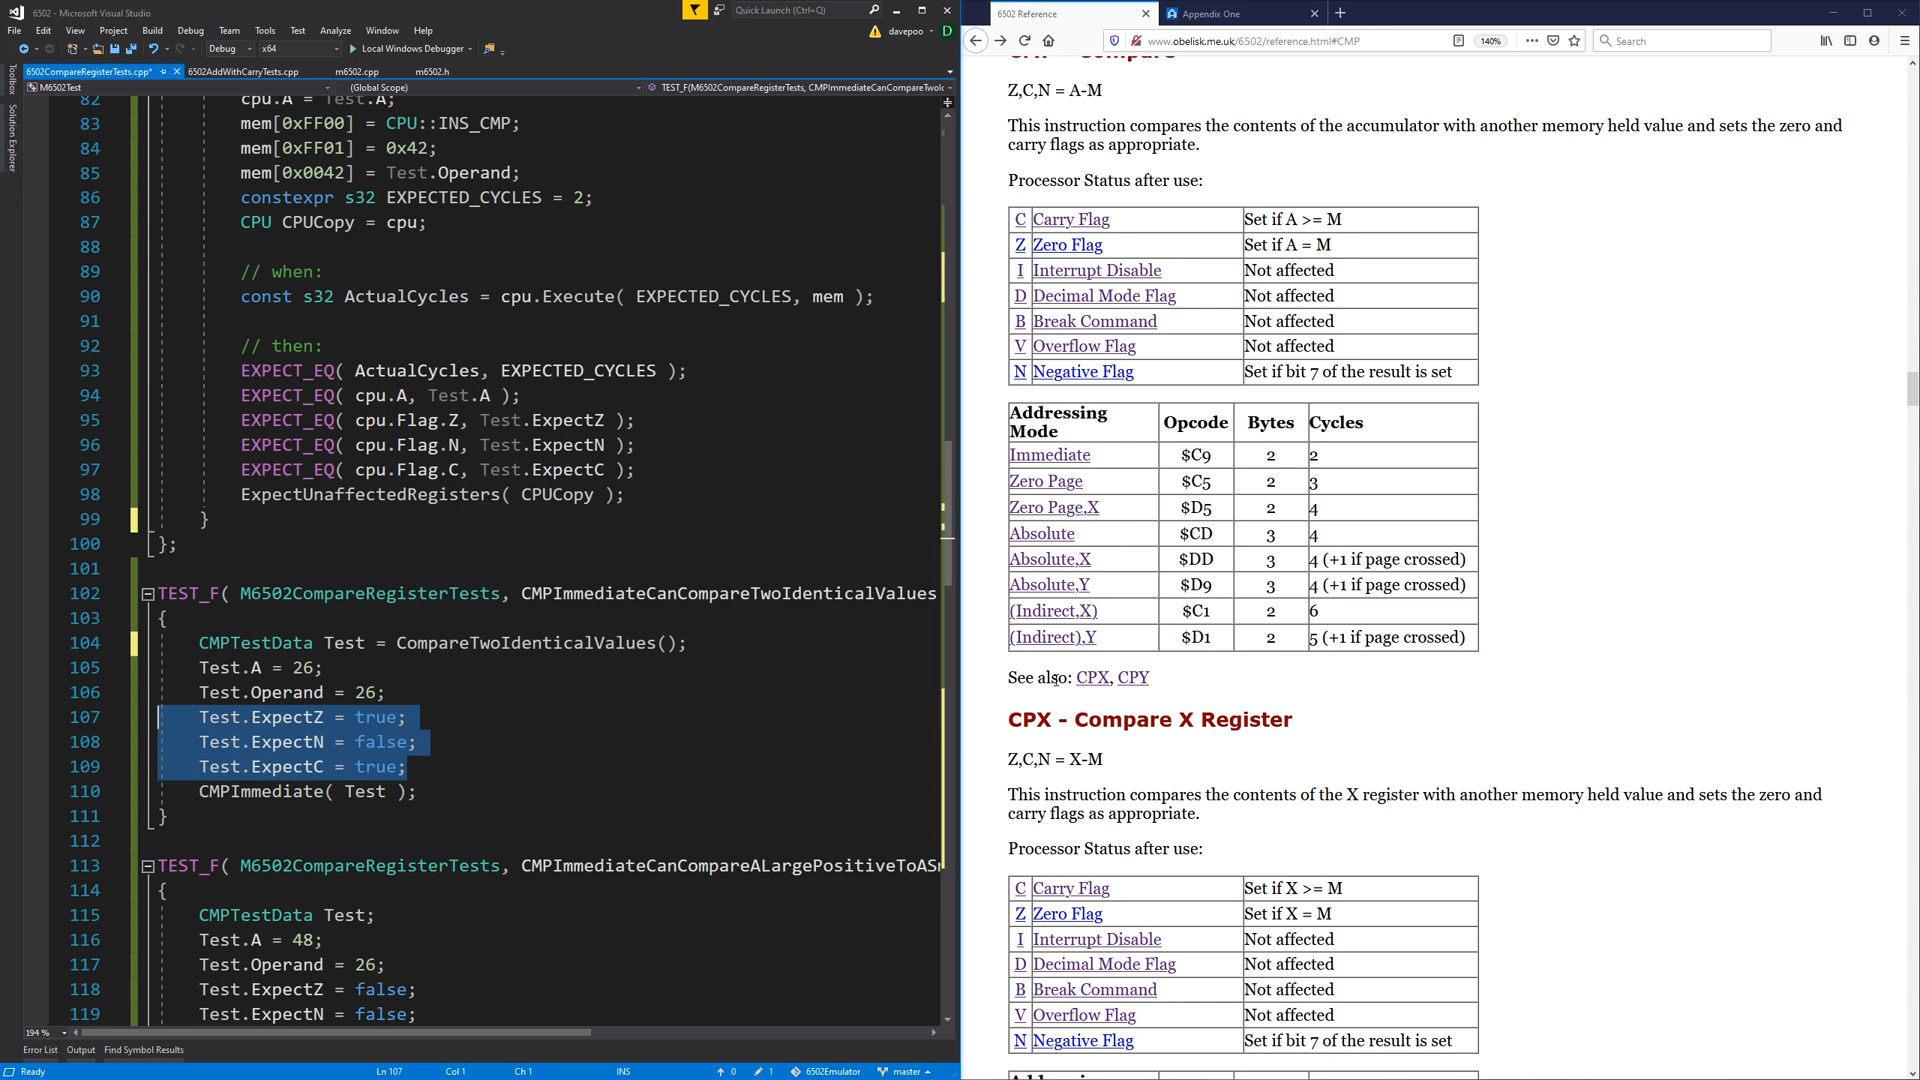 6502 - Microsoft Visual Studio
Quick Launch (Ctrl+Q)
File Edit View Project Build Debug Team Tools Test Analyze Window Help
davepoo D
Debug x64 Local Windows Debugger
6502CompareRegisterTests.cpp* 6502AddWithCarryTests.cpp m6502.cpp m6502.h
M6502Test (Global Scope) TEST_F(M6502CompareRegisterTests, CMPImmediateCanCompareTwoId
Toolbox
Solution Explorer
82 cpu.A = Test.A;
83 mem[0xFF00] = CPU::INS_CMP;
84 mem[0xFF01] = 0x42;
85 mem[0x0042] = Test.Operand;
86 constexpr s32 EXPECTED_CYCLES = 2;
87 CPU CPUCopy = cpu;
88
89 // when:
90 const s32 ActualCycles = cpu.Execute( EXPECTED_CYCLES, mem );
91
92 // then:
93 EXPECT_EQ( ActualCycles, EXPECTED_CYCLES );
94 EXPECT_EQ( cpu.A, Test.A );
95 EXPECT_EQ( cpu.Flag.Z, Test.ExpectZ );
96 EXPECT_EQ( cpu.Flag.N, Test.ExpectN );
97 EXPECT_EQ( cpu.Flag.C, Test.ExpectC );
98 ExpectUnaffectedRegisters( CPUCopy );
99 }
100 };
101
102 TEST_F( M6502CompareRegisterTests, CMPImmediateCanCompareTwoIdenticalValues
103 {
104 CMPTestData Test = CompareTwoIdenticalValues();
105 Test.A = 26;
106 Test.Operand = 26;
107 Test.ExpectZ = true;
108 Test.ExpectN = false;
109 Test.ExpectC = true;
110 CMPImmediate( Test );
111 }
112
113 TEST_F( M6502CompareRegisterTests, CMPImmediateCanCompareALargePositiveToASm
114 {
115 CMPTestData Test;
116 Test.A = 48;
117 Test.Operand = 26;
118 Test.ExpectZ = false;
119 Test.ExpectN = false;
194 %
Error List Output Find Symbol Results
Ready Ln 107 Col 1 Ch 1 INS 0 1 6502Emulator master
6502 Reference Appendix One
www.obelisk.me.uk/6502/reference.html#CMP 140% Search
Z,C,N = A-M
This instruction compares the contents of the accumulator with another memory held value and sets the zero and
carry flags as appropriate.
Processor Status after use:
C Carry Flag Set if A >= M
Z Zero Flag Set if A = M
I Interrupt Disable Not affected
D Decimal Mode Flag Not affected
B Break Command Not affected
V Overflow Flag Not affected
N Negative Flag Set if bit 7 of the result is set
Addressing Mode Opcode Bytes Cycles
Immediate $C9 2 2
Zero Page $C5 2 3
Zero Page,X $D5 2 4
Absolute $CD 3 4
Absolute,X $DD 3 4 (+1 if page crossed)
Absolute,Y $D9 3 4 (+1 if page crossed)
(Indirect,X) $C1 2 6
(Indirect),Y $D1 2 5 (+1 if page crossed)
See also: CPX, CPY
CPX - Compare X Register
Z,C,N = X-M
This instruction compares the contents of the X register with another memory held value and sets the zero and
carry flags as appropriate.
Processor Status after use:
C Carry Flag Set if X >= M
Z Zero Flag Set if X = M
I Interrupt Disable Not affected
D Decimal Mode Flag Not affected
B Break Command Not affected
V Overflow Flag Not affected
N Negative Flag Set if bit 7 of the result is set